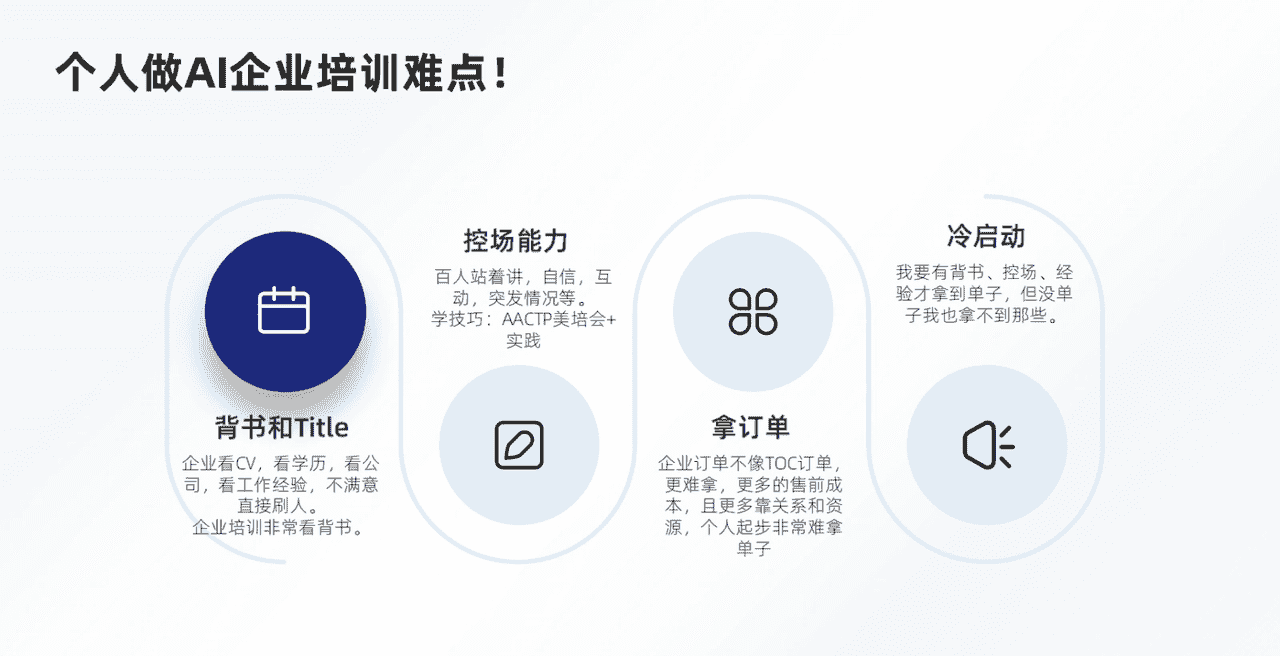 个人做AI企业培训难点！
背书和Title
企业看CV，看学历，看公
司，看工作经验，不满意
直接刷人。
企业培训非常看背书。
控场能力
百人站着讲，自信，互
动，突发情况等。
学技巧：AACTP美培会+
实践
拿订单
企业订单不像TOC订单，
更难拿，更多的售前成
本，且更多靠关系和资
源，个人起步非常难拿
单子
冷启动
我要有背书、控场、经
验才拿到单子，但没单
子我也拿不到那些。